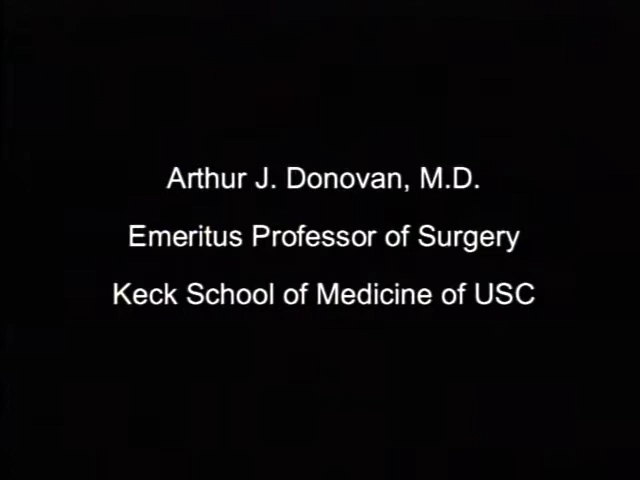 Arthur J. Donovan, M.D.
Emeritus Professor of Surgery
Keck School of Medicine of USC